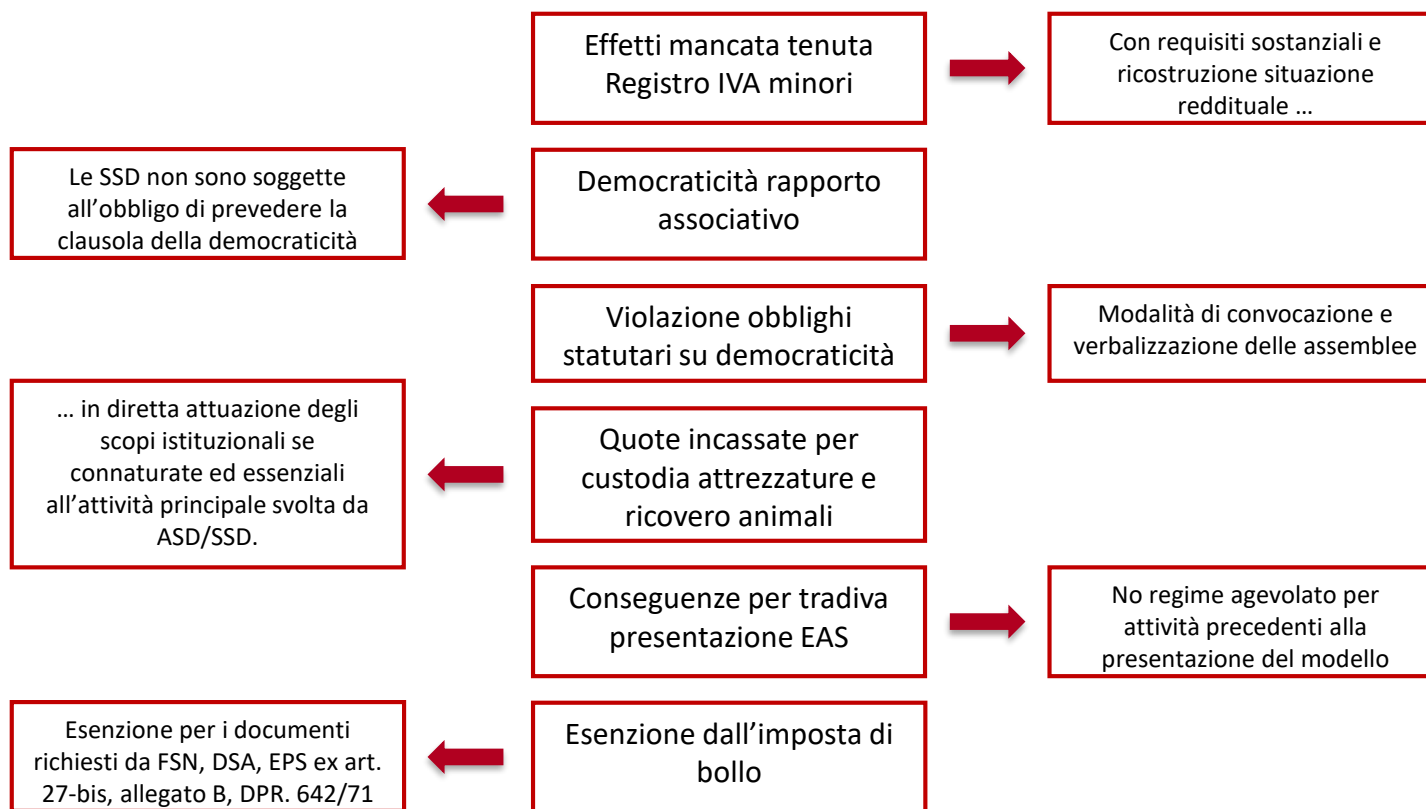 Effetti mancata tenuta
Registro IVA minori
Con requisiti sostanziali e
ricostruzione situazione
reddituale …
Le SSD non sono soggette
all’obbligo di prevedere la
clausola della democraticità
Democraticità rapporto
associativo
Violazione obblighi
statutari su democraticità
Modalità di convocazione e
verbalizzazione delle assemblee
… in diretta attuazione degli
scopi istituzionali se
connaturate ed essenziali
all’attività principale svolta da
ASD/SSD.
Quote incassate per
custodia attrezzature e
ricovero animali
Conseguenze per tradiva
presentazione EAS
No regime agevolato per
attività precedenti alla
presentazione del modello
Esenzione per i documenti
richiesti da FSN, DSA, EPS ex art.
27-bis, allegato B, DPR. 642/71
Esenzione dall’imposta di
bollo